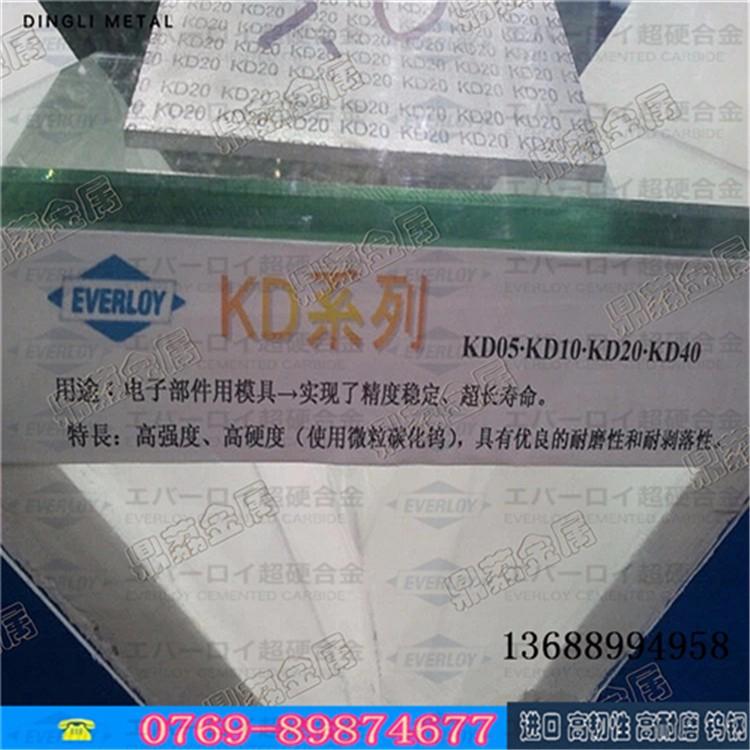 DINGLI METAL
KD20 KD20 KD20 KD20 KD20
EVERLOY
KD系列
KD05·KD10·KD20·KD40
用途：电子部件用模具→实现了精度稳定、超长寿命。
特長：高强度、高硬度（使用微粒碳化钨），具有优良的耐磨性和耐剥落性、
エバーロイ超硬合金
EVERLOY CEMENTED CARBIDE
13688994958
0769-89874677
进口 高韧性 高耐磨 钨钢